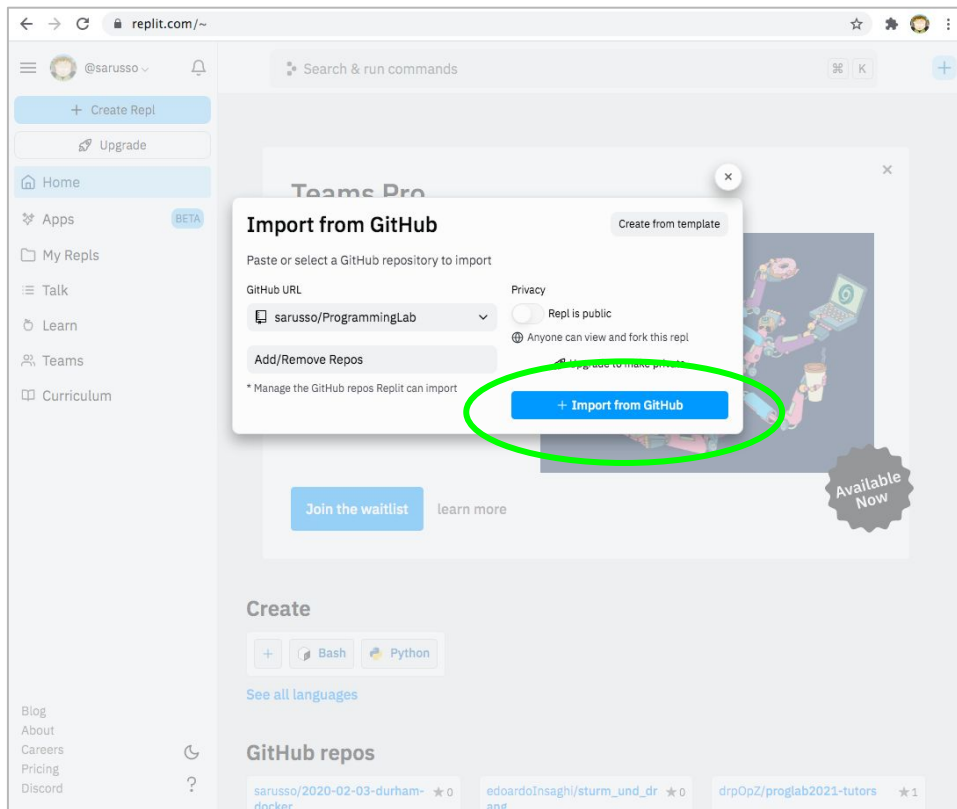 replit.com/~
@sarusso
Search & run commands
⌘ K
+
+ Create Repl
Upgrade
Home
Apps BETA
My Repls
Talk
Learn
Teams
Curriculum
Teams Pro
Import from GitHub
Create from template
Paste or select a GitHub repository to import
GitHub URL
sarusso/ProgrammingLab
Add/Remove Repos
* Manage the GitHub repos Replit can import
Privacy
Repl is public
Anyone can view and fork this repl
Upgrade to make private
+ Import from GitHub
Available
Now
Join the waitlist
learn more
Create
+
Bash
Python
See all languages
GitHub repos
sarusso/2020-02-03-durham-
docker
★ 0
edoardoInsaghi/sturm_und_dr
ang
★ 0
drpOpZ/proglab2021-tutors
★ 1
Blog
About
Careers
Pricing
Discord
?